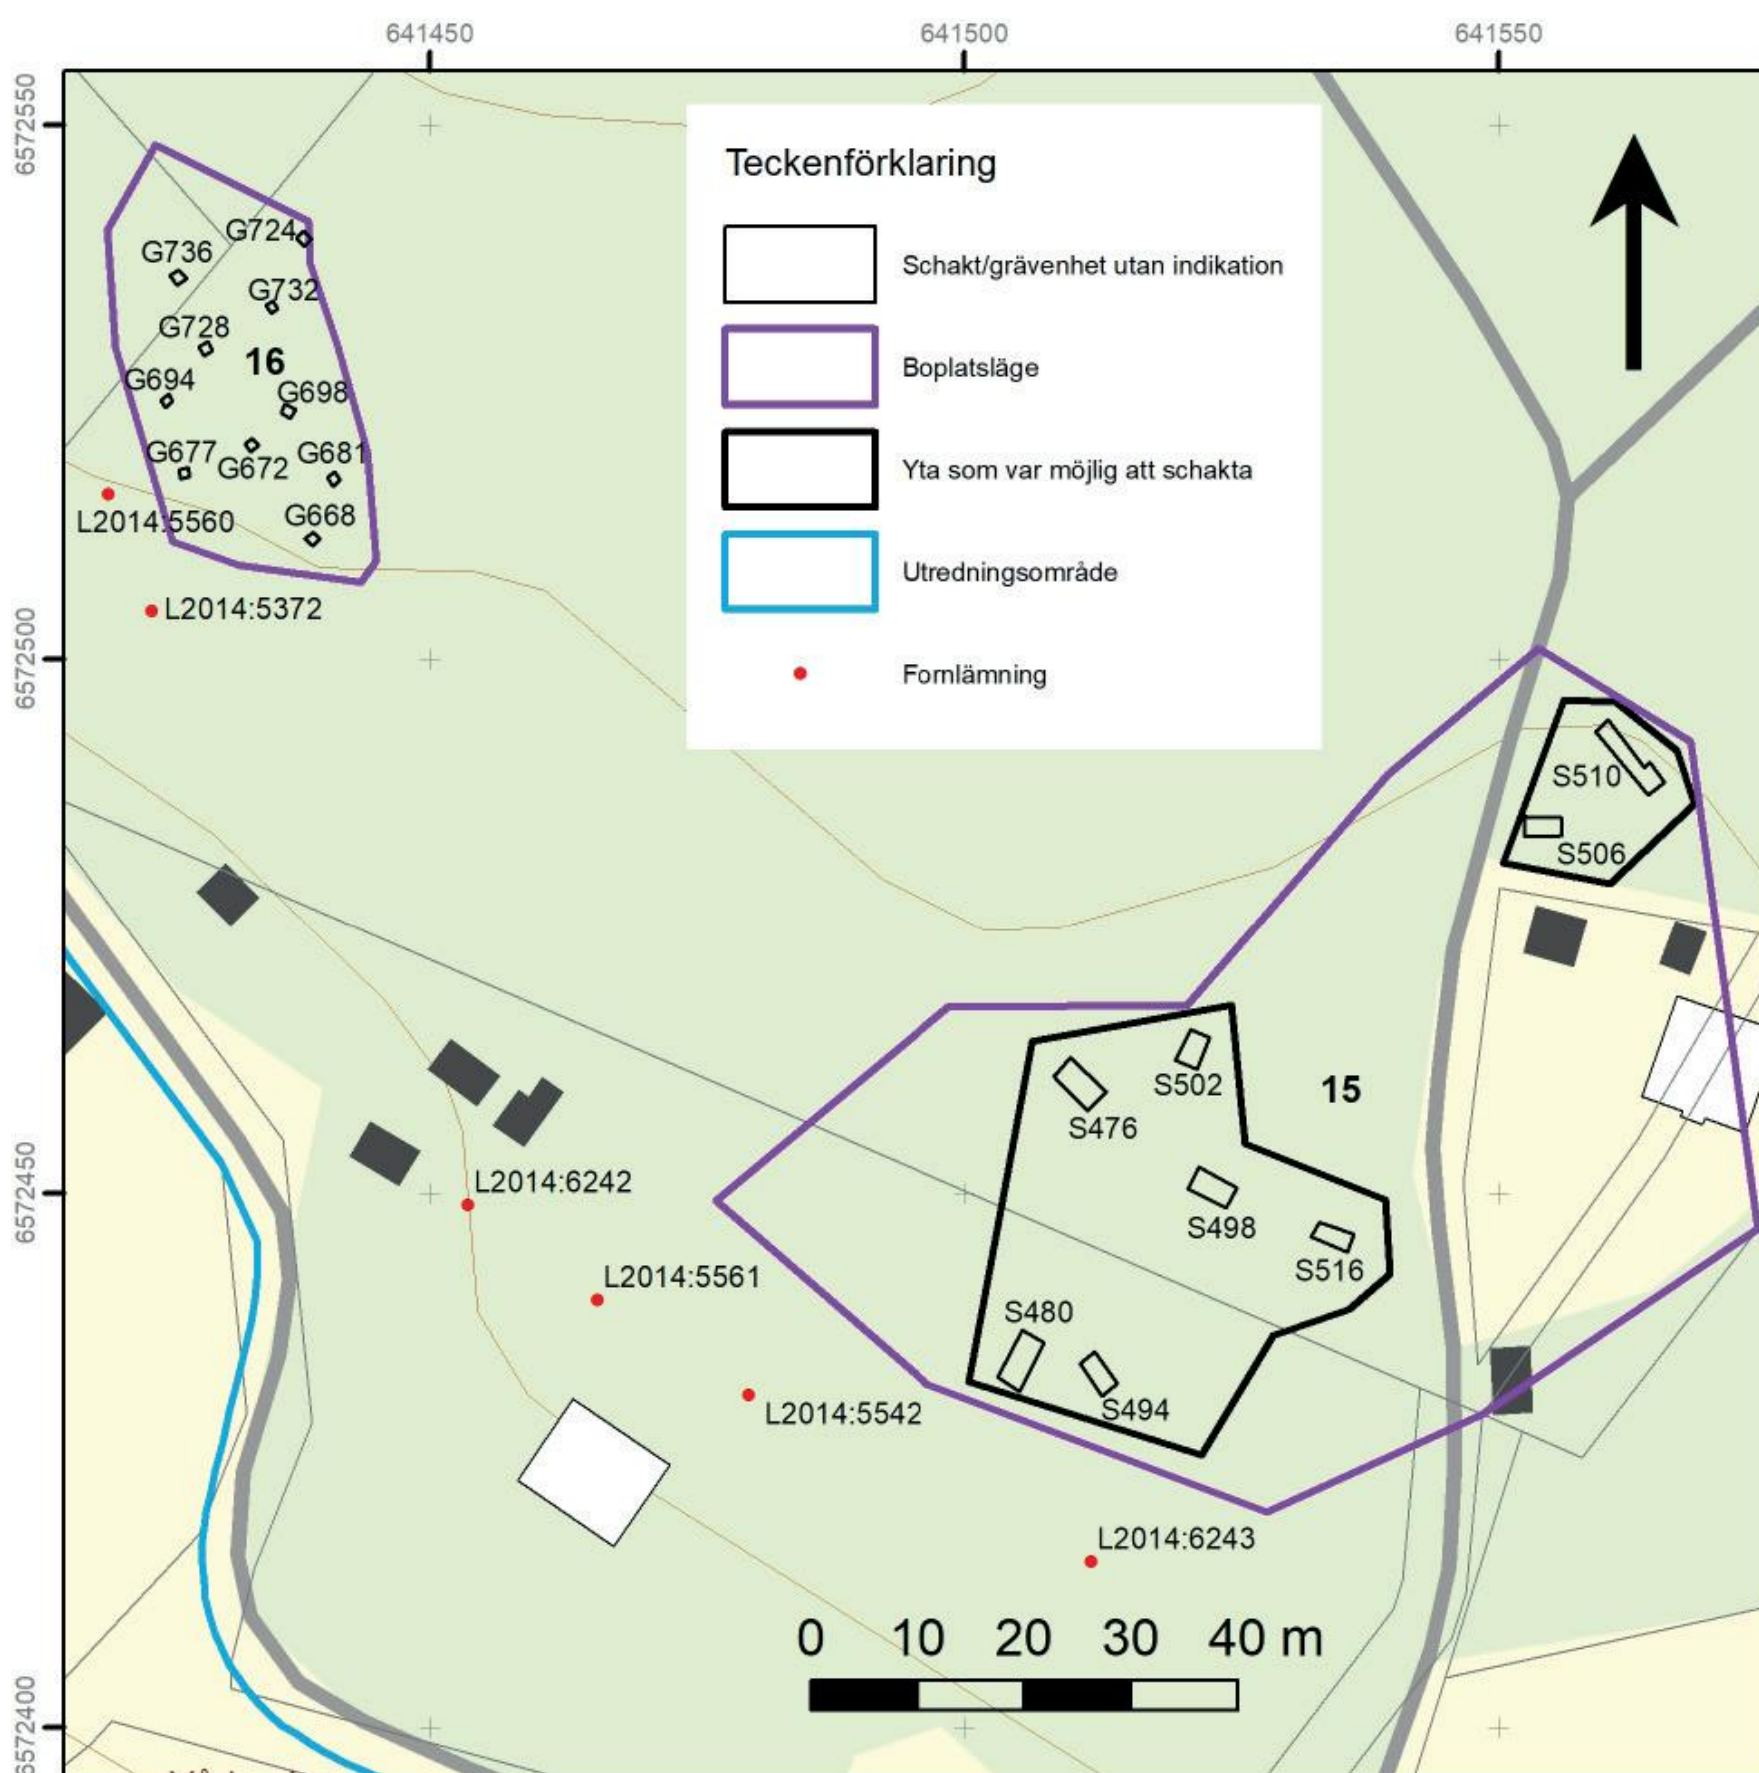 641450 641500 641550
6572550
6572500
6572450
6572400
Teckenförklaring
Schakt/grävenhet utan indikation
Boplatsläge
Yta som var möjlig att schakta
Utredningsområde
Fornlämning
G724
G736
G732
G728
16
G694
G698
G677
G672
G681
G668
L2014:5560
L2014:5372
S510
S506
15
S502
S476
S498
S516
S480
S494
L2014:6242
L2014:5561
L2014:5542
L2014:6243
0 10 20 30 40 m